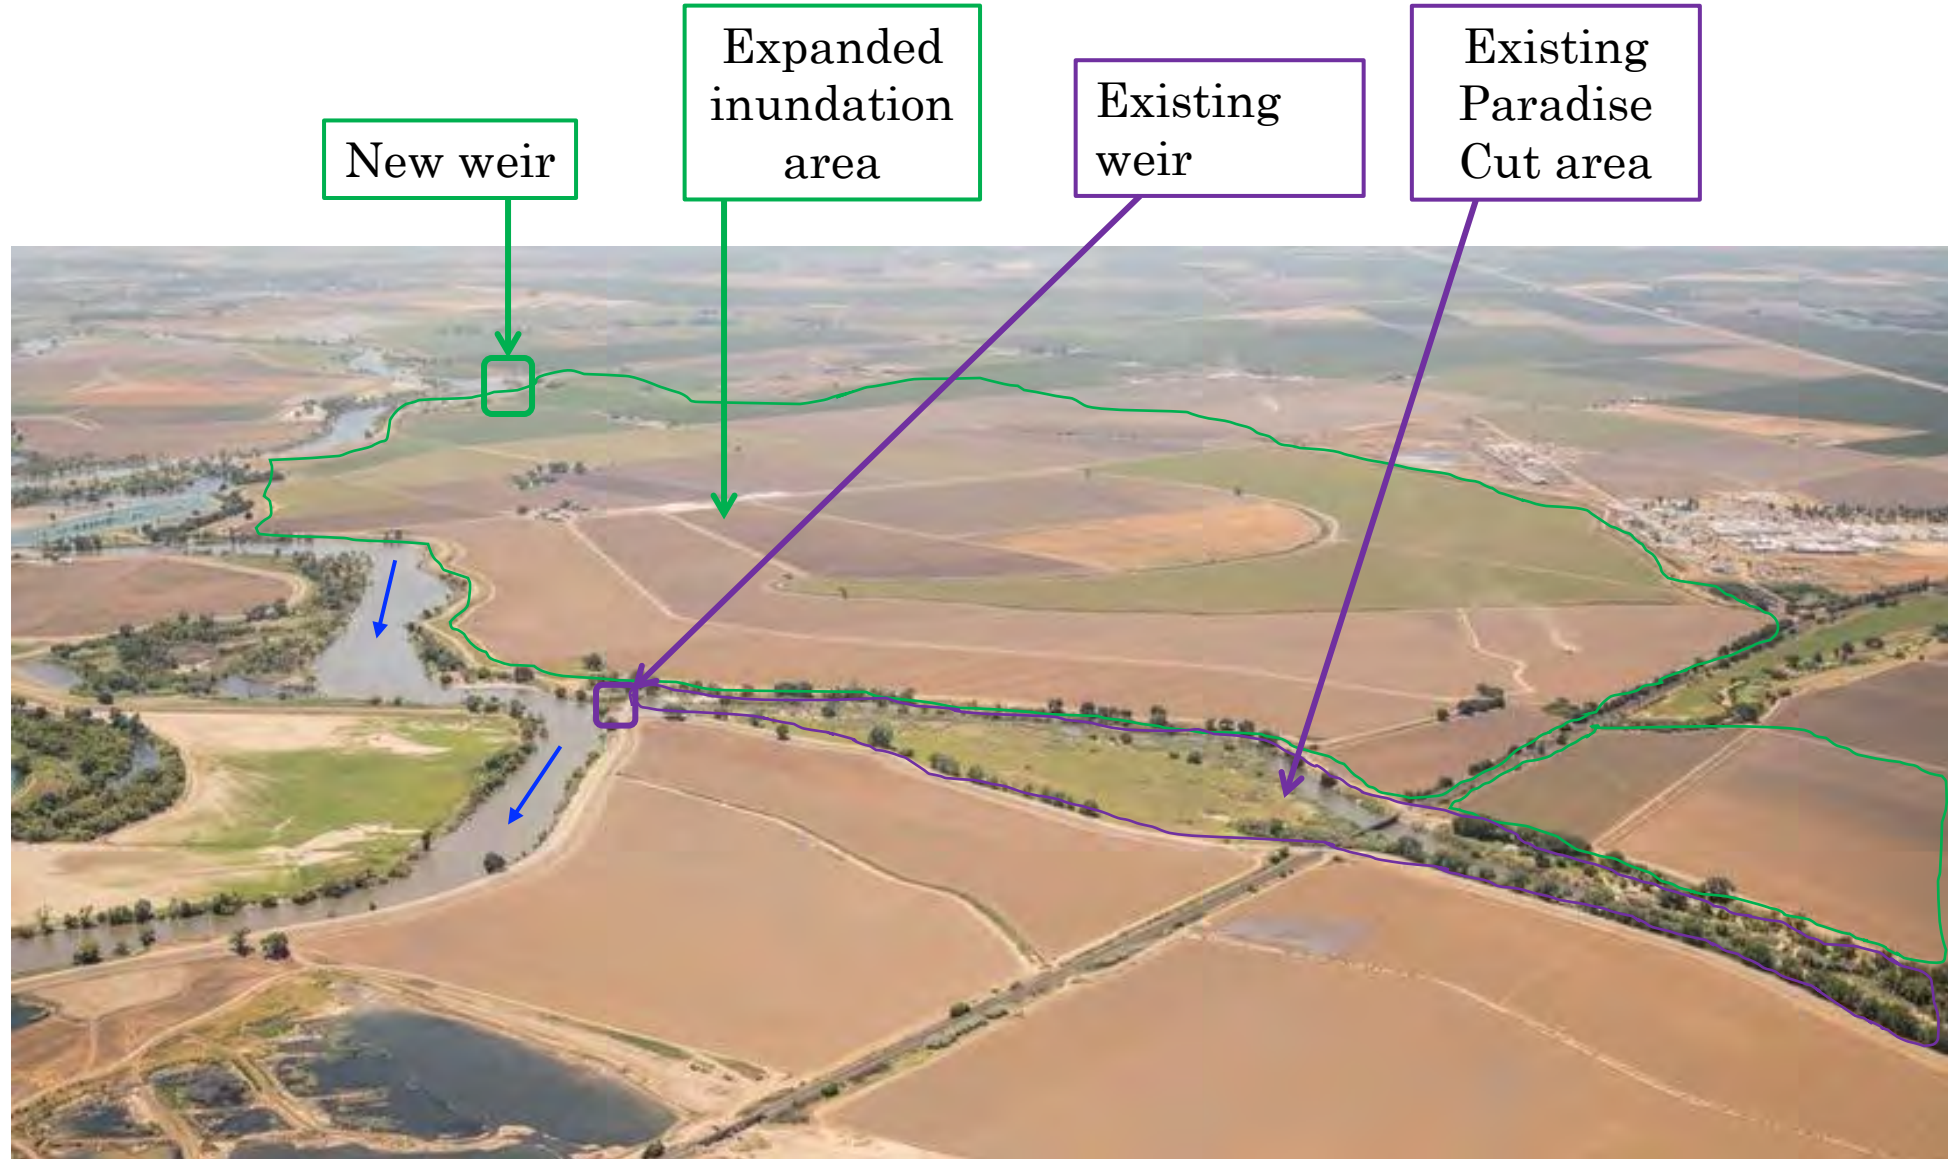 New weir
Expanded
inundation
area
Existing
weir
Existing
Paradise
Cut area